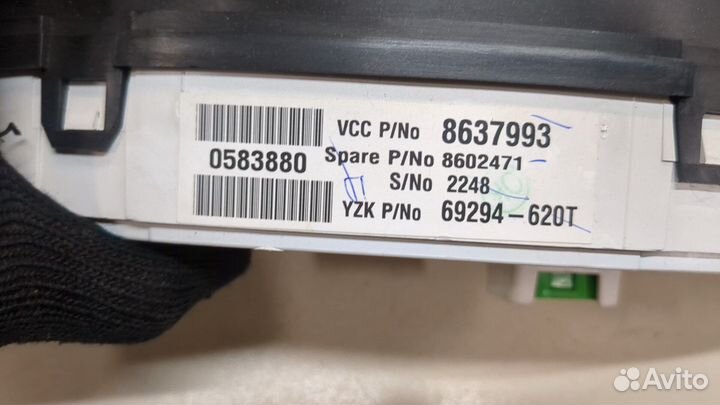 VCC P/No 8637993
0583880
Spare P/No 8602471
S/No 2248
YZK P/No 69294-620T
Avito